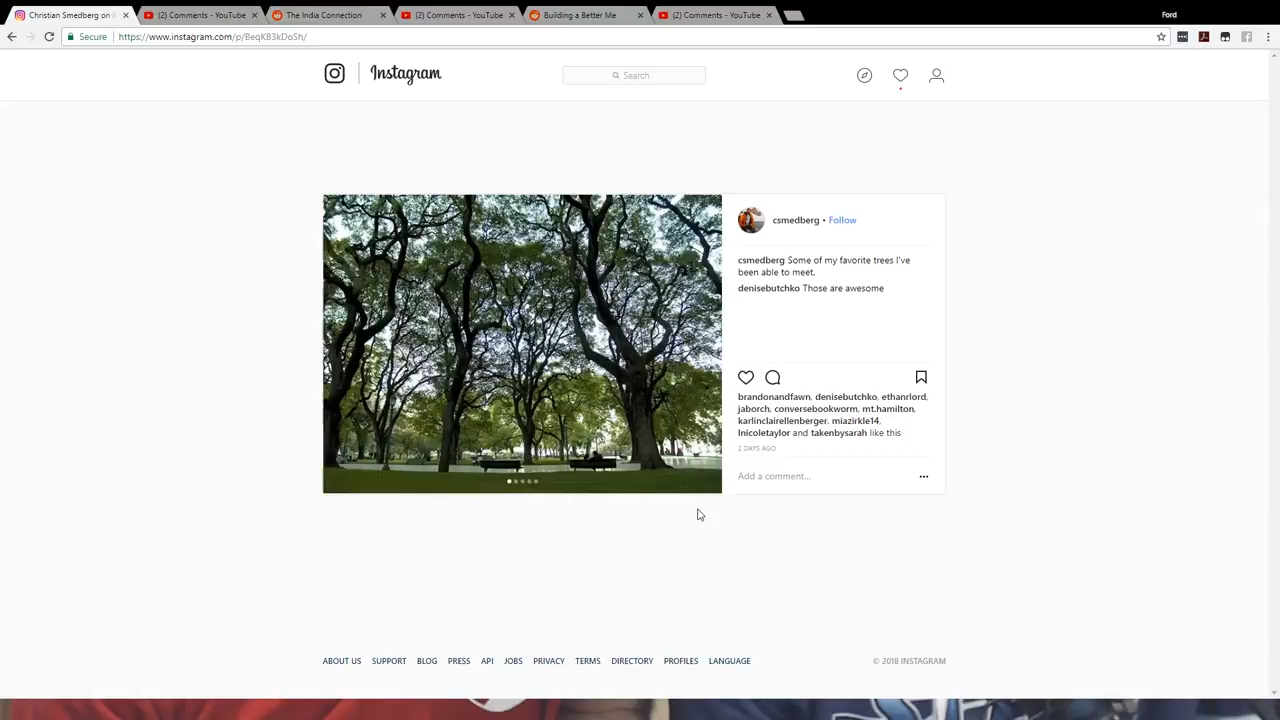 Christian Smedberg on I
(2) Comments - YouTube
The India Connection
(2) Comments - YouTube
Building a Better Me
(2) Comments - YouTube
Ford
Secure
https://www.instagram.com/p/BeqKB3kDoSh/
Instagram
Search
csmedberg • Follow
csmedberg Some of my favorite trees I've
been able to meet.
denisebutchko Those are awesome
brandonandfawn, denisebutchko, ethanrlord,
jaborch, conversebookworm, mt.hamilton,
karlinclairellenberger, miazirkle14,
lnicoletaylor and takenbysarah like this
2 DAYS AGO
Add a comment...
ABOUT US SUPPORT BLOG PRESS API JOBS PRIVACY TERMS DIRECTORY PROFILES LANGUAGE
© 2018 INSTAGRAM